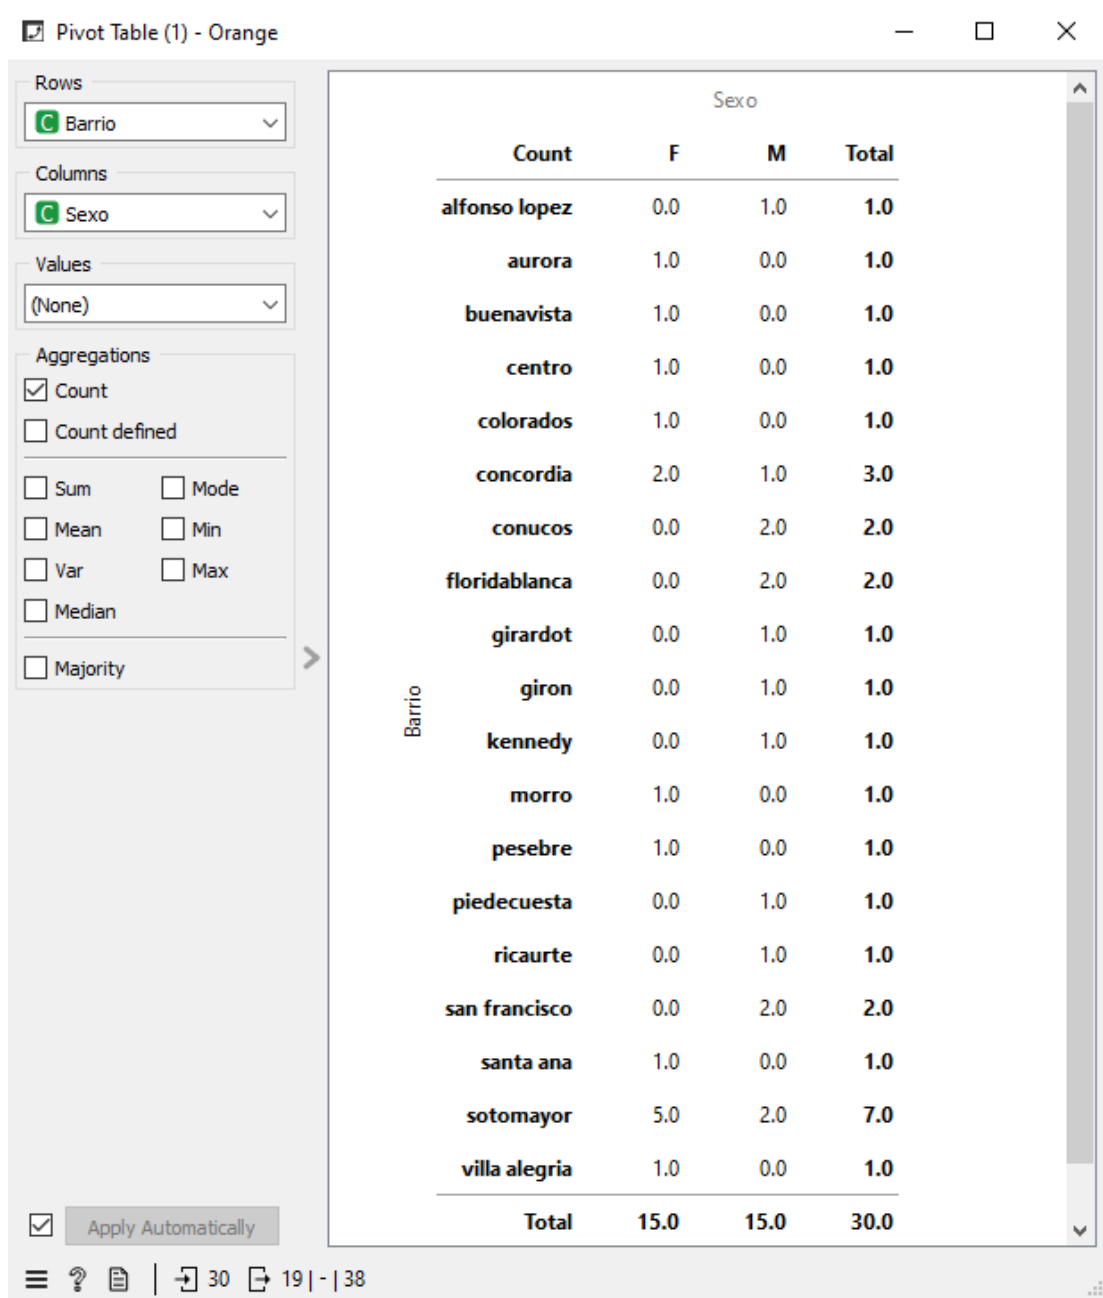 Pivot Table (1) - Orange
Rows
C Barrio
Columns
C Sexo
Values
(None)
Aggregations
Count
Count defined
Sum Mode
Mean Min
Var Max
Median
Majority
Apply Automatically
Sexo
Count F M Total
Barrio
alfonso lopez 0.0 1.0 1.0
aurora 1.0 0.0 1.0
buenavista 1.0 0.0 1.0
centro 1.0 0.0 1.0
colorados 1.0 0.0 1.0
concordia 2.0 1.0 3.0
conucos 0.0 2.0 2.0
floridablanca 0.0 2.0 2.0
girardot 0.0 1.0 1.0
giron 0.0 1.0 1.0
kennedy 0.0 1.0 1.0
morro 1.0 0.0 1.0
pesebre 1.0 0.0 1.0
piedecuesta 0.0 1.0 1.0
ricaurte 0.0 1.0 1.0
san francisco 0.0 2.0 2.0
santa ana 1.0 0.0 1.0
sotomayor 5.0 2.0 7.0
villa alegria 1.0 0.0 1.0
Total 15.0 15.0 30.0
? | 30 19 | - | 38